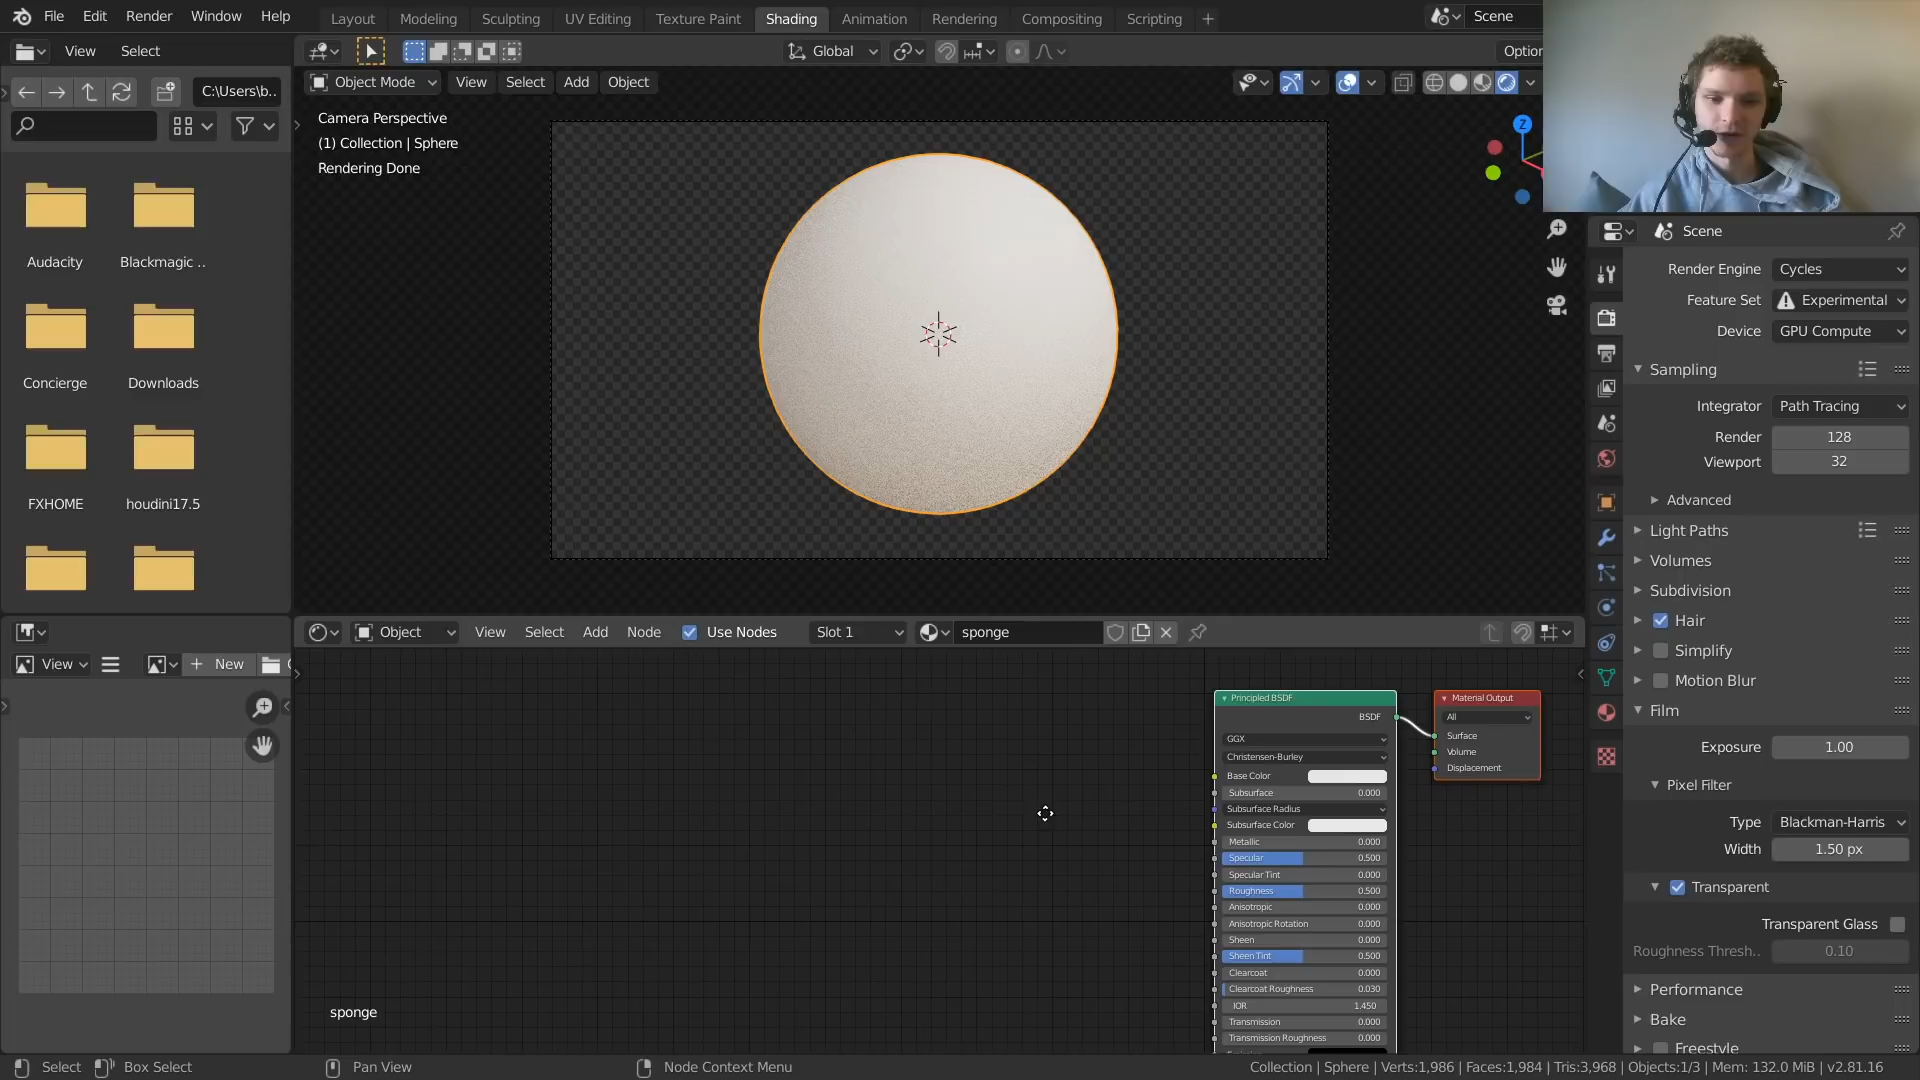 File Edit Render Window Help Layout Modeling Sculpting UV Editing Texture Paint Shading Animation Rendering Compositing Scripting Scene
View Select Global
C:\Users\b..
Object Mode View Select Add Object
Camera Perspective
(1) Collection | Sphere
Rendering Done
Z
Audacity Blackmagic ..
Concierge Downloads
FXHOME houdini17.5
Scene
Render Engine Cycles
Feature Set Experimental
Device GPU Compute
Sampling
Integrator Path Tracing
Render 128
Viewport 32
Advanced
Light Paths
Volumes
Subdivision
Hair
Simplify
Motion Blur
Film
Exposure 1.00
Pixel Filter
Type Blackman-Harris
Width 1.50 px
Transparent
Transparent Glass
Roughness Thresh.. 0.10
Performance
Bake
Freestyle
Object View Select Add Node Use Nodes Slot 1 sponge
View New
Principled BSDF
BSDF
GGX
Christensen-Burley
Base Color
Subsurface 0.000
Subsurface Radius
Subsurface Color
Metallic 0.000
Specular 0.500
Specular Tint 0.000
Roughness 0.500
Anisotropic 0.000
Anisotropic Rotation 0.000
Sheen 0.000
Sheen Tint 0.500
Clearcoat 0.000
Clearcoat Roughness 0.030
IOR 1.450
Transmission 0.000
Transmission Roughness 0.000
Material Output
All
Surface
Volume
Displacement
sponge
Select Box Select Pan View Node Context Menu Collection | Sphere | Verts:1,986 | Faces:1,984 | Tris:3,968 | Objects:1/3 | Mem: 132.0 MiB | v2.81.16